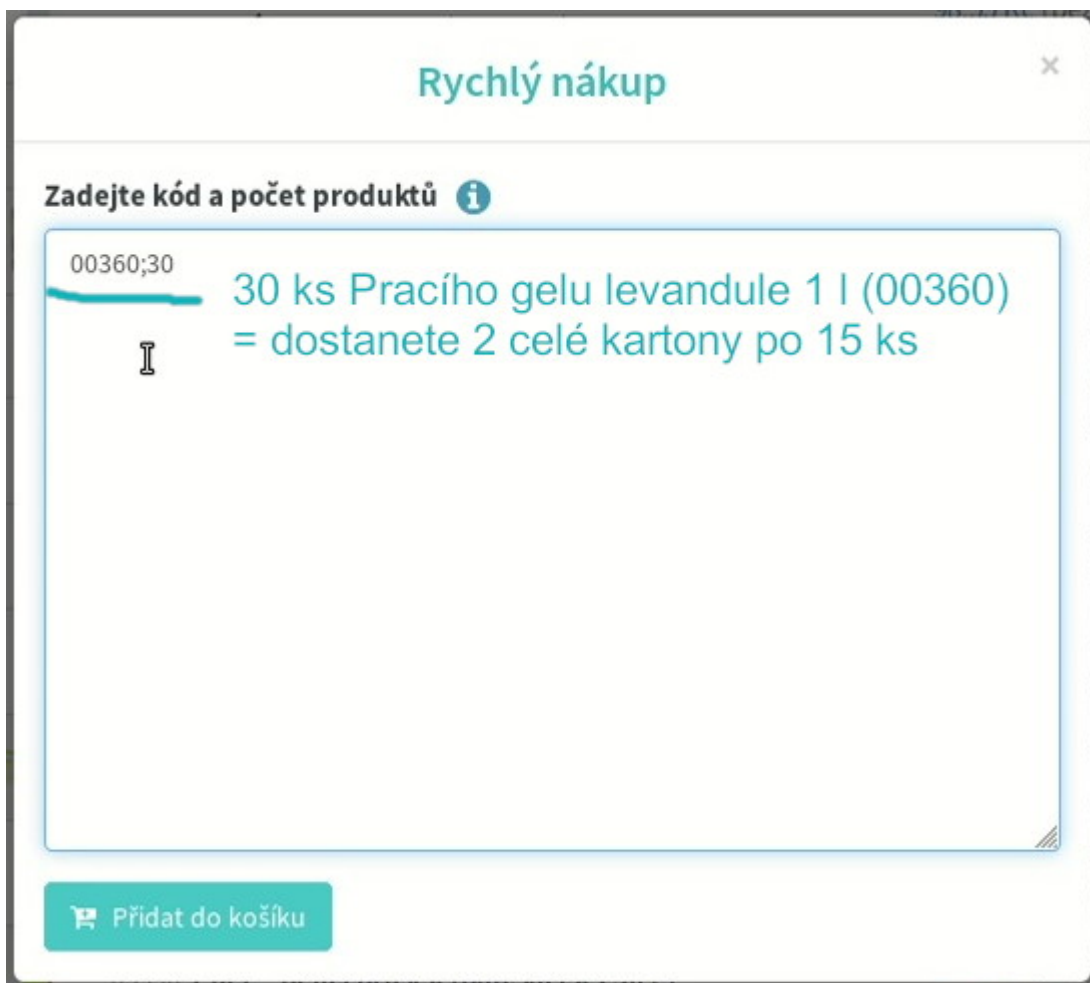 Rychlý nákup
×
Zadejte kód a počet produktů
00360;30
30 ks Pracího gelu levandule 1 l (00360)
= dostanete 2 celé kartony po 15 ks
Přidat do košíku